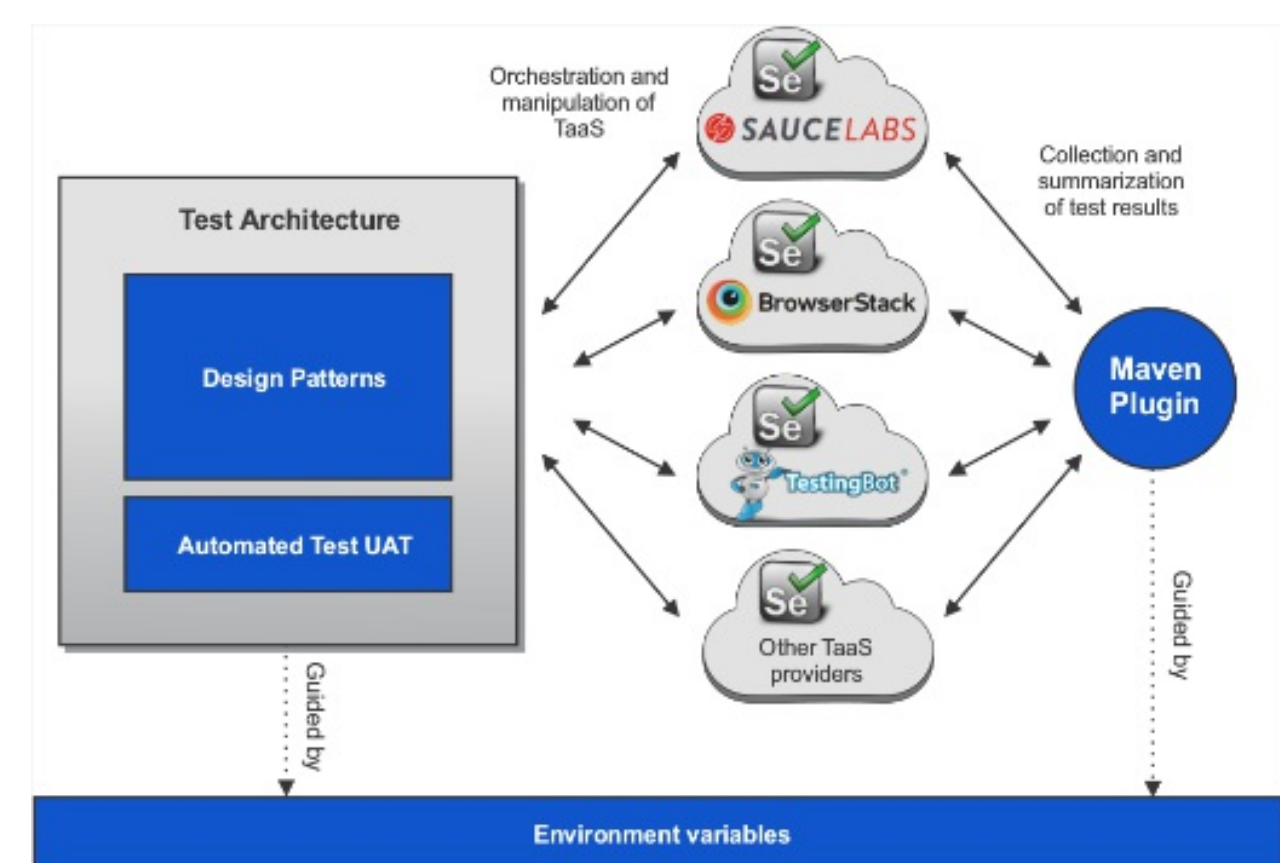 Orchestration and
manipulation of
TaaS
Se
SAUCELABS
Collection and
summarization
of test results
Test Architecture
Se
BrowserStack
Design Patterns
Maven
Plugin
Se
TestingBot
Automated Test UAT
Se
Other TaaS
providers
Guided by
Guided by
Environment variables